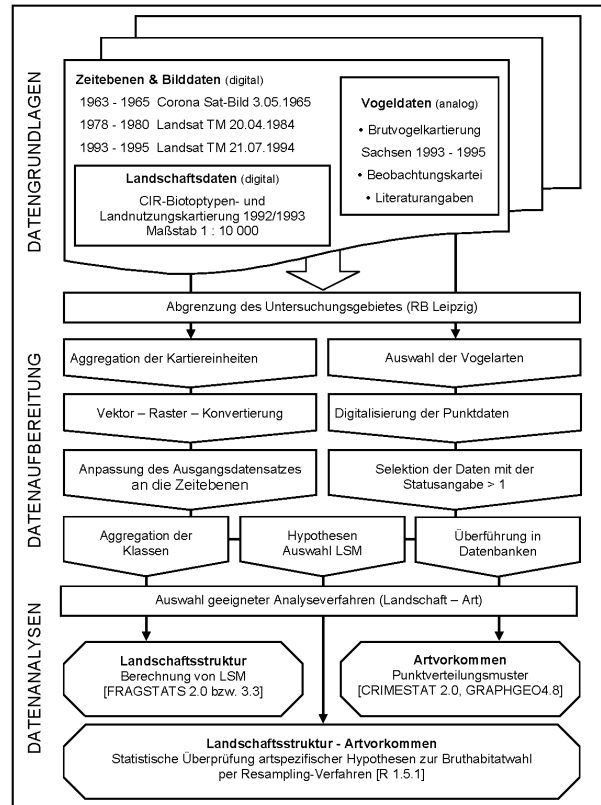 DATENGRUNDLAGEN
Zeitebenen & Bilddaten (digital)
1963 - 1965 Corona Sat-Bild 3.05.1965
1978 - 1980 Landsat TM 20.04.1984
1993 - 1995 Landsat TM 21.07.1994
Vogeldaten (analog)
• Brutvogelkartierung
Sachsen 1993 - 1995
• Beobachtungskartei
• Literaturangaben
Landschaftsdaten (digital)
CIR-Biotoptypen- und
Landnutzungskartierung 1992/1993
Maßstab 1 : 10 000
DATENAUFBEREITUNG
Abgrenzung des Untersuchungsgebietes (RB Leipzig)
Aggregation der Kartiereinheiten
Auswahl der Vogelarten
Vektor – Raster – Konvertierung
Digitalisierung der Punktdaten
Anpassung des Ausgangsdatensatzes
an die Zeitebenen
Selektion der Daten mit der
Statusangabe > 1
Aggregation der
Klassen
Hypothesen
Auswahl LSM
Überführung in
Datenbanken
DATENANALYSEN
Auswahl geeigneter Analyseverfahren (Landschaft – Art)
Landschaftsstruktur
Berechnung von LSM
[FRAGSTATS 2.0 bzw. 3.3]
Artvorkommen
Punktverteilungsmuster
[CRIMESTAT 2.0, GRAPHGEO4.8]
Landschaftsstruktur - Artvorkommen
Statistische Überprüfung artspezifischer Hypothesen zur Bruthabitatwahl
per Resampling-Verfahren [R 1.5.1]